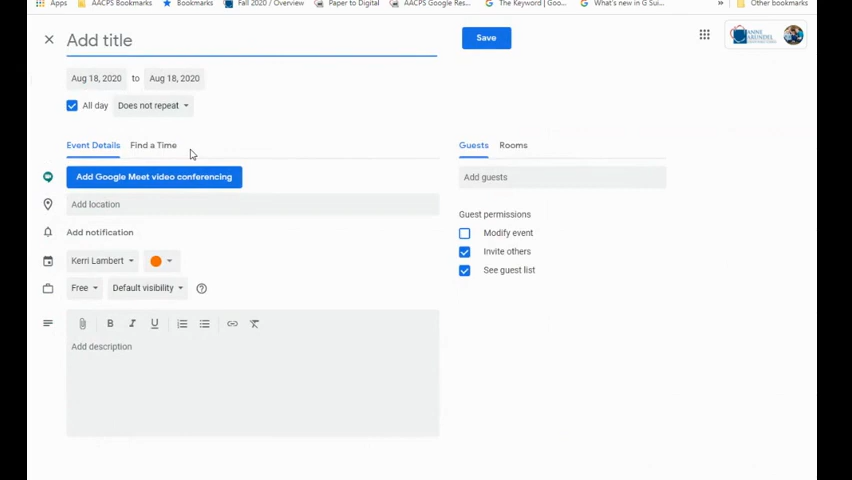 Apps AACPS Bookmarks Bookmarks Fall 2020 / Overview Paper to Digital AACPS Google Res... The Keyword | Goo... What's new in G Sui... » Other bookmarks
Add title
Save
ANNE ARUNDEL
Aug 18, 2020 to Aug 18, 2020
All day Does not repeat
Event Details Find a Time
Guests Rooms
Add Google Meet video conferencing
Add guests
Add location
Guest permissions
Add notification
Modify event
Invite others
Kerri Lambert
See guest list
Free Default visibility
B I U
Add description